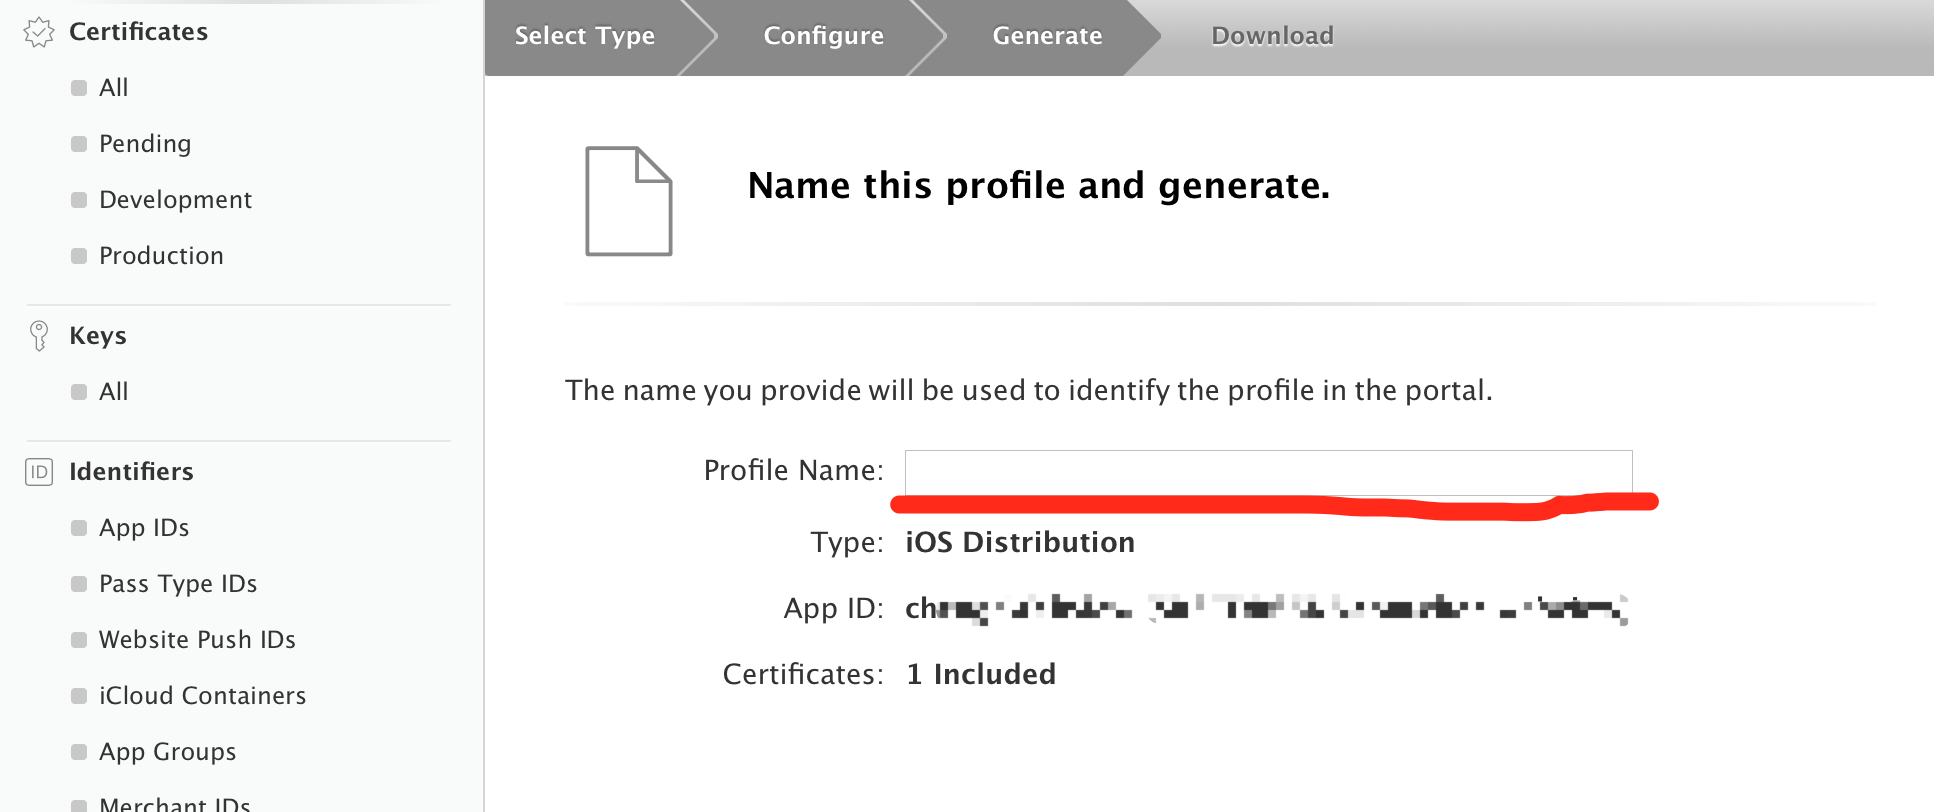 Certificates
All
Pending
Development
Production
Keys
All
ID Identifiers
App IDs
Pass Type IDs
Website Push IDs
iCloud Containers
App Groups
Merchant IDs
Select Type Configure Generate Download
Name this profile and generate.
The name you provide will be used to identify the profile in the portal.
Profile Name:
Type: iOS Distribution
App ID:
Certificates: 1 Included